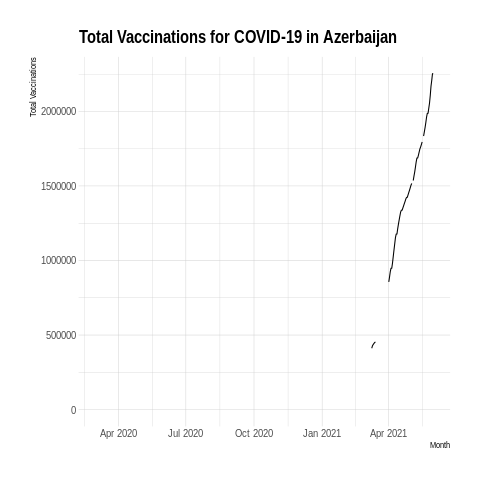 Total Vaccinations for COVID-19 in Azerbaijan
Total Vaccinations
2000000
1500000
1000000
500000
0
Apr 2020 Jul 2020 Oct 2020 Jan 2021 Apr 2021
Month